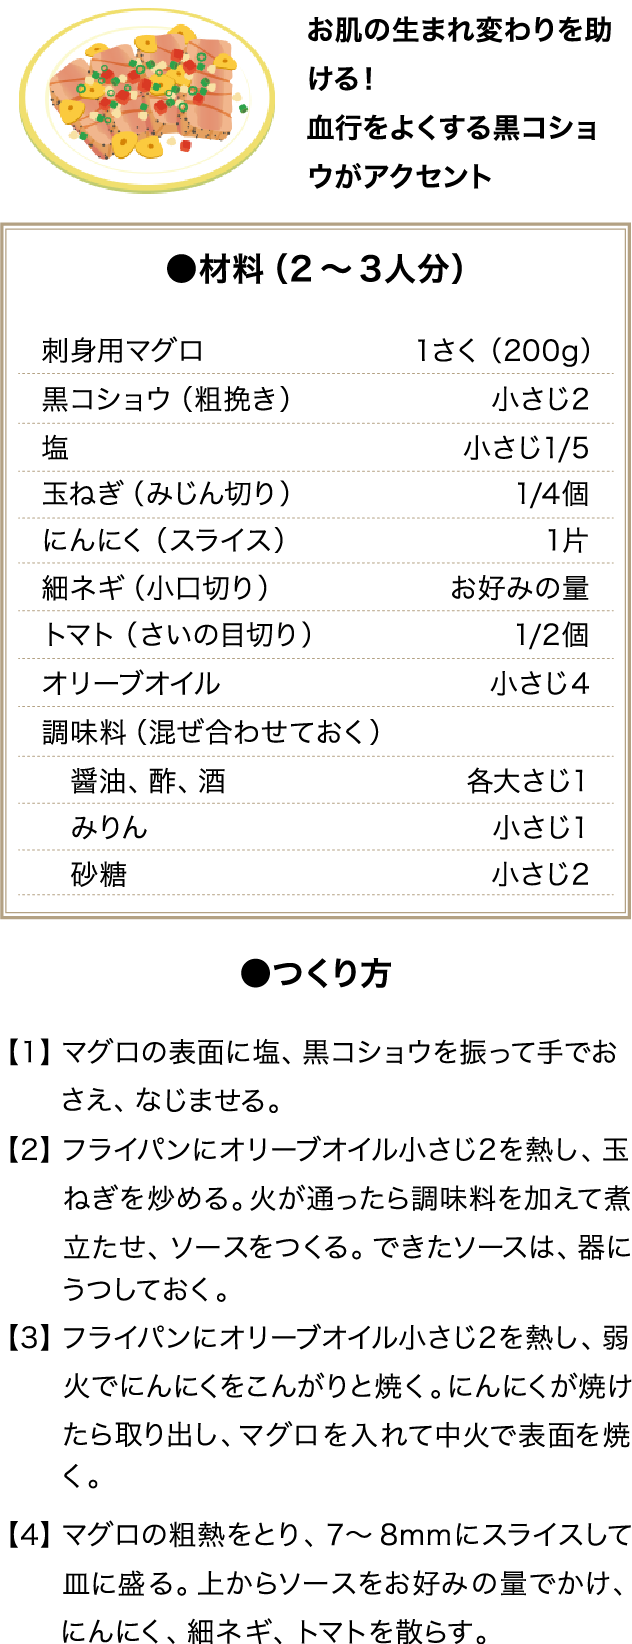 お肌の生まれ変わりを助
ける！
血行をよくする黒コショ
ウがアクセント
●材料（２～３人分）
刺身用マグロ 1さく（200g）
黒コショウ（粗挽き） 小さじ2
塩 小さじ1/5
玉ねぎ（みじん切り） 1/4個
にんにく（スライス） 1片
細ネギ（小口切り） お好みの量
トマト（さいの目切り） 1/2個
オリーブオイル 小さじ4
調味料（混ぜ合わせておく）
醤油、酢、酒 各大さじ1
みりん 小さじ1
砂糖 小さじ2
●つくり方
【1】マグロの表面に塩、黒コショウを振って手でお
さえ、なじませる。
【2】フライパンにオリーブオイル小さじ2を熱し、玉
ねぎを炒める。火が通ったら調味料を加えて煮
立たせ、ソースをつくる。できたソースは、器に
うつしておく。
【3】フライパンにオリーブオイル小さじ2を熱し、弱
火でにんにくをこんがりと焼く。にんにくが焼け
たら取り出し、マグロを入れて中火で表面を焼
く。
【4】マグロの粗熱をとり、7～8mmにスライスして
皿に盛る。上からソースをお好みの量でかけ、
にんにく、細ネギ、トマトを散らす。